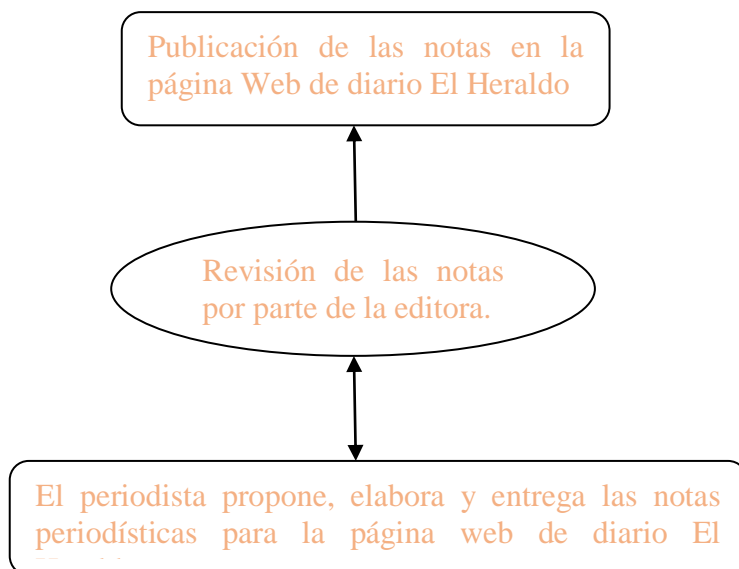 Publicación de las notas en la
página Web de diario El Heraldo
Revisión de las notas
por parte de la editora.
El periodista propone, elabora y entrega las notas
periodísticas para la página web de diario El